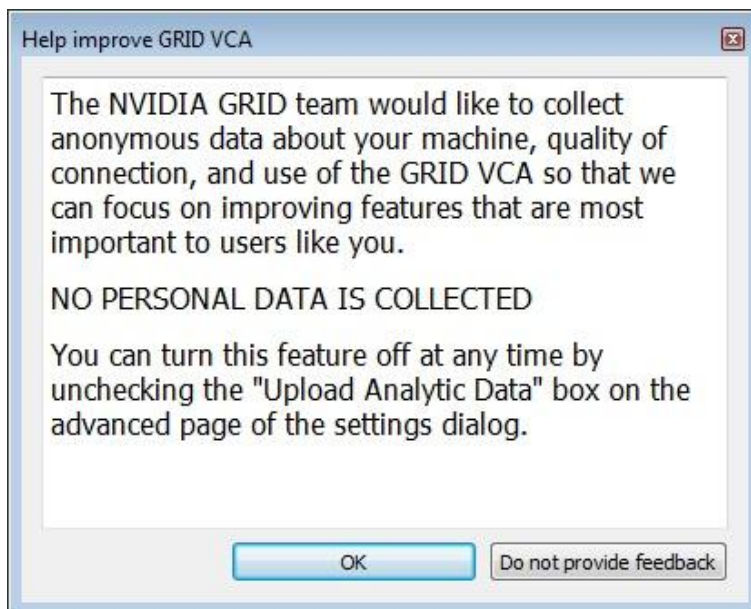 Help improve GRID VCA
The NVIDIA GRID team would like to collect
anonymous data about your machine, quality of
connection, and use of the GRID VCA so that we
can focus on improving features that are most
important to users like you.
NO PERSONAL DATA IS COLLECTED
You can turn this feature off at any time by
unchecking the "Upload Analytic Data" box on the
advanced page of the settings dialog.
OK
Do not provide feedback